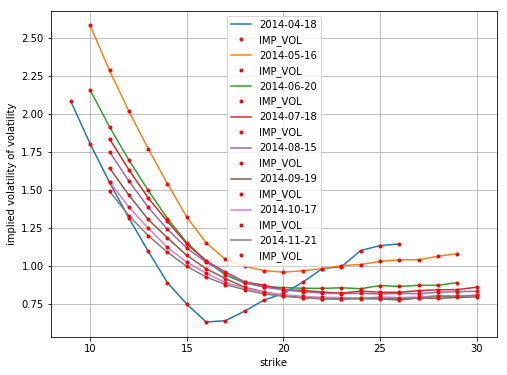 2.50
2.25
2.00
1.75
1.50
1.25
1.00
0.75
implied volatility of volatility
2014-04-18
IMP_VOL
2014-05-16
IMP_VOL
2014-06-20
IMP_VOL
2014-07-18
IMP_VOL
2014-08-15
IMP_VOL
2014-09-19
IMP_VOL
2014-10-17
IMP_VOL
2014-11-21
IMP_VOL
10 15 20 25 30
strike